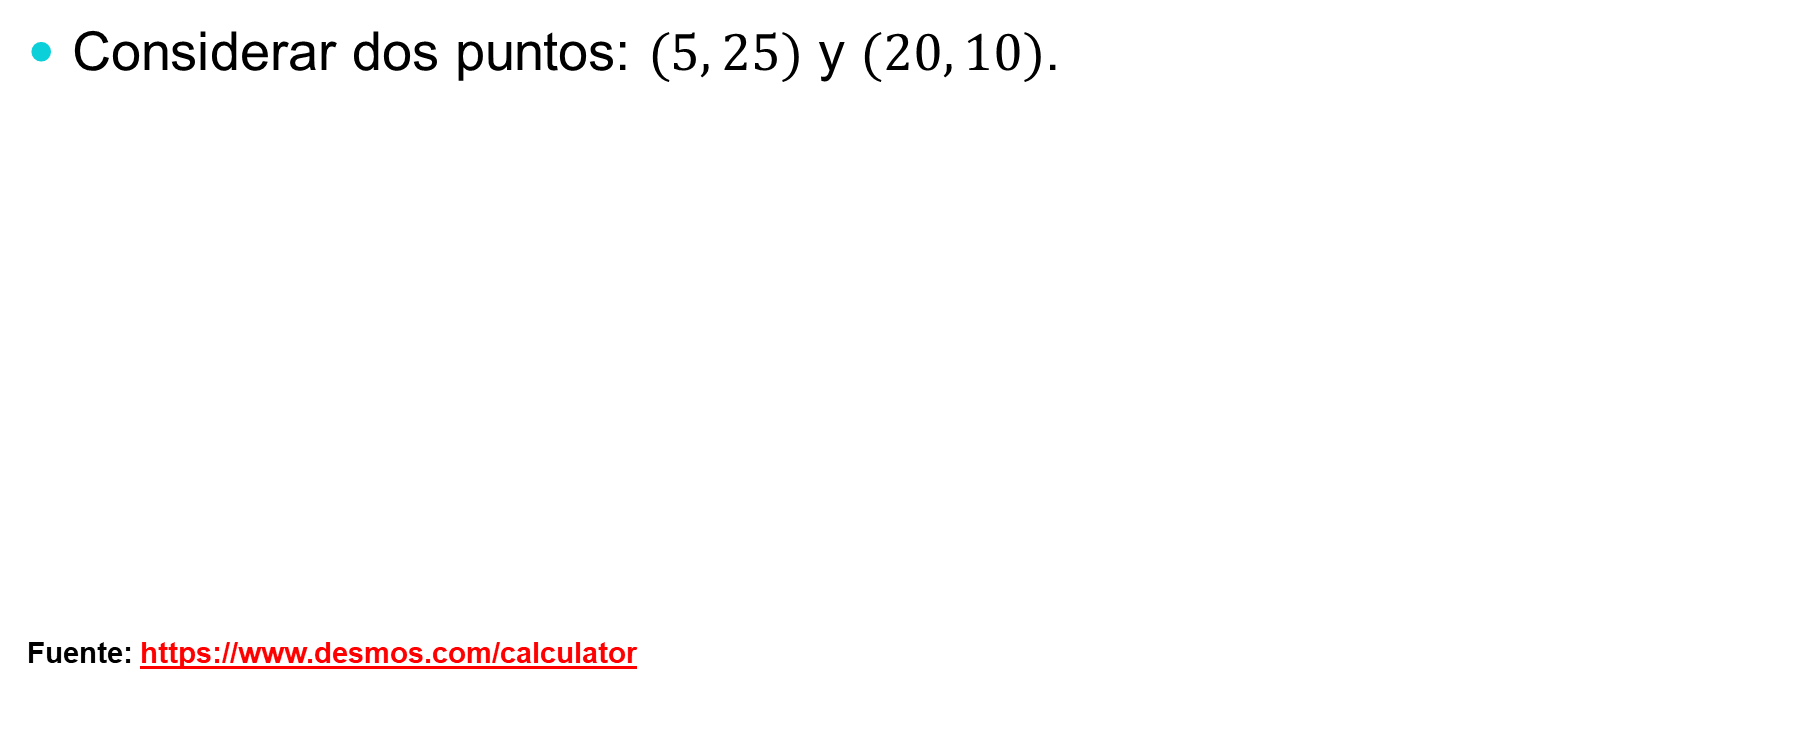 • Considerar dos puntos: (5, 25) y (20, 10).
Fuente: https://www.desmos.com/calculator